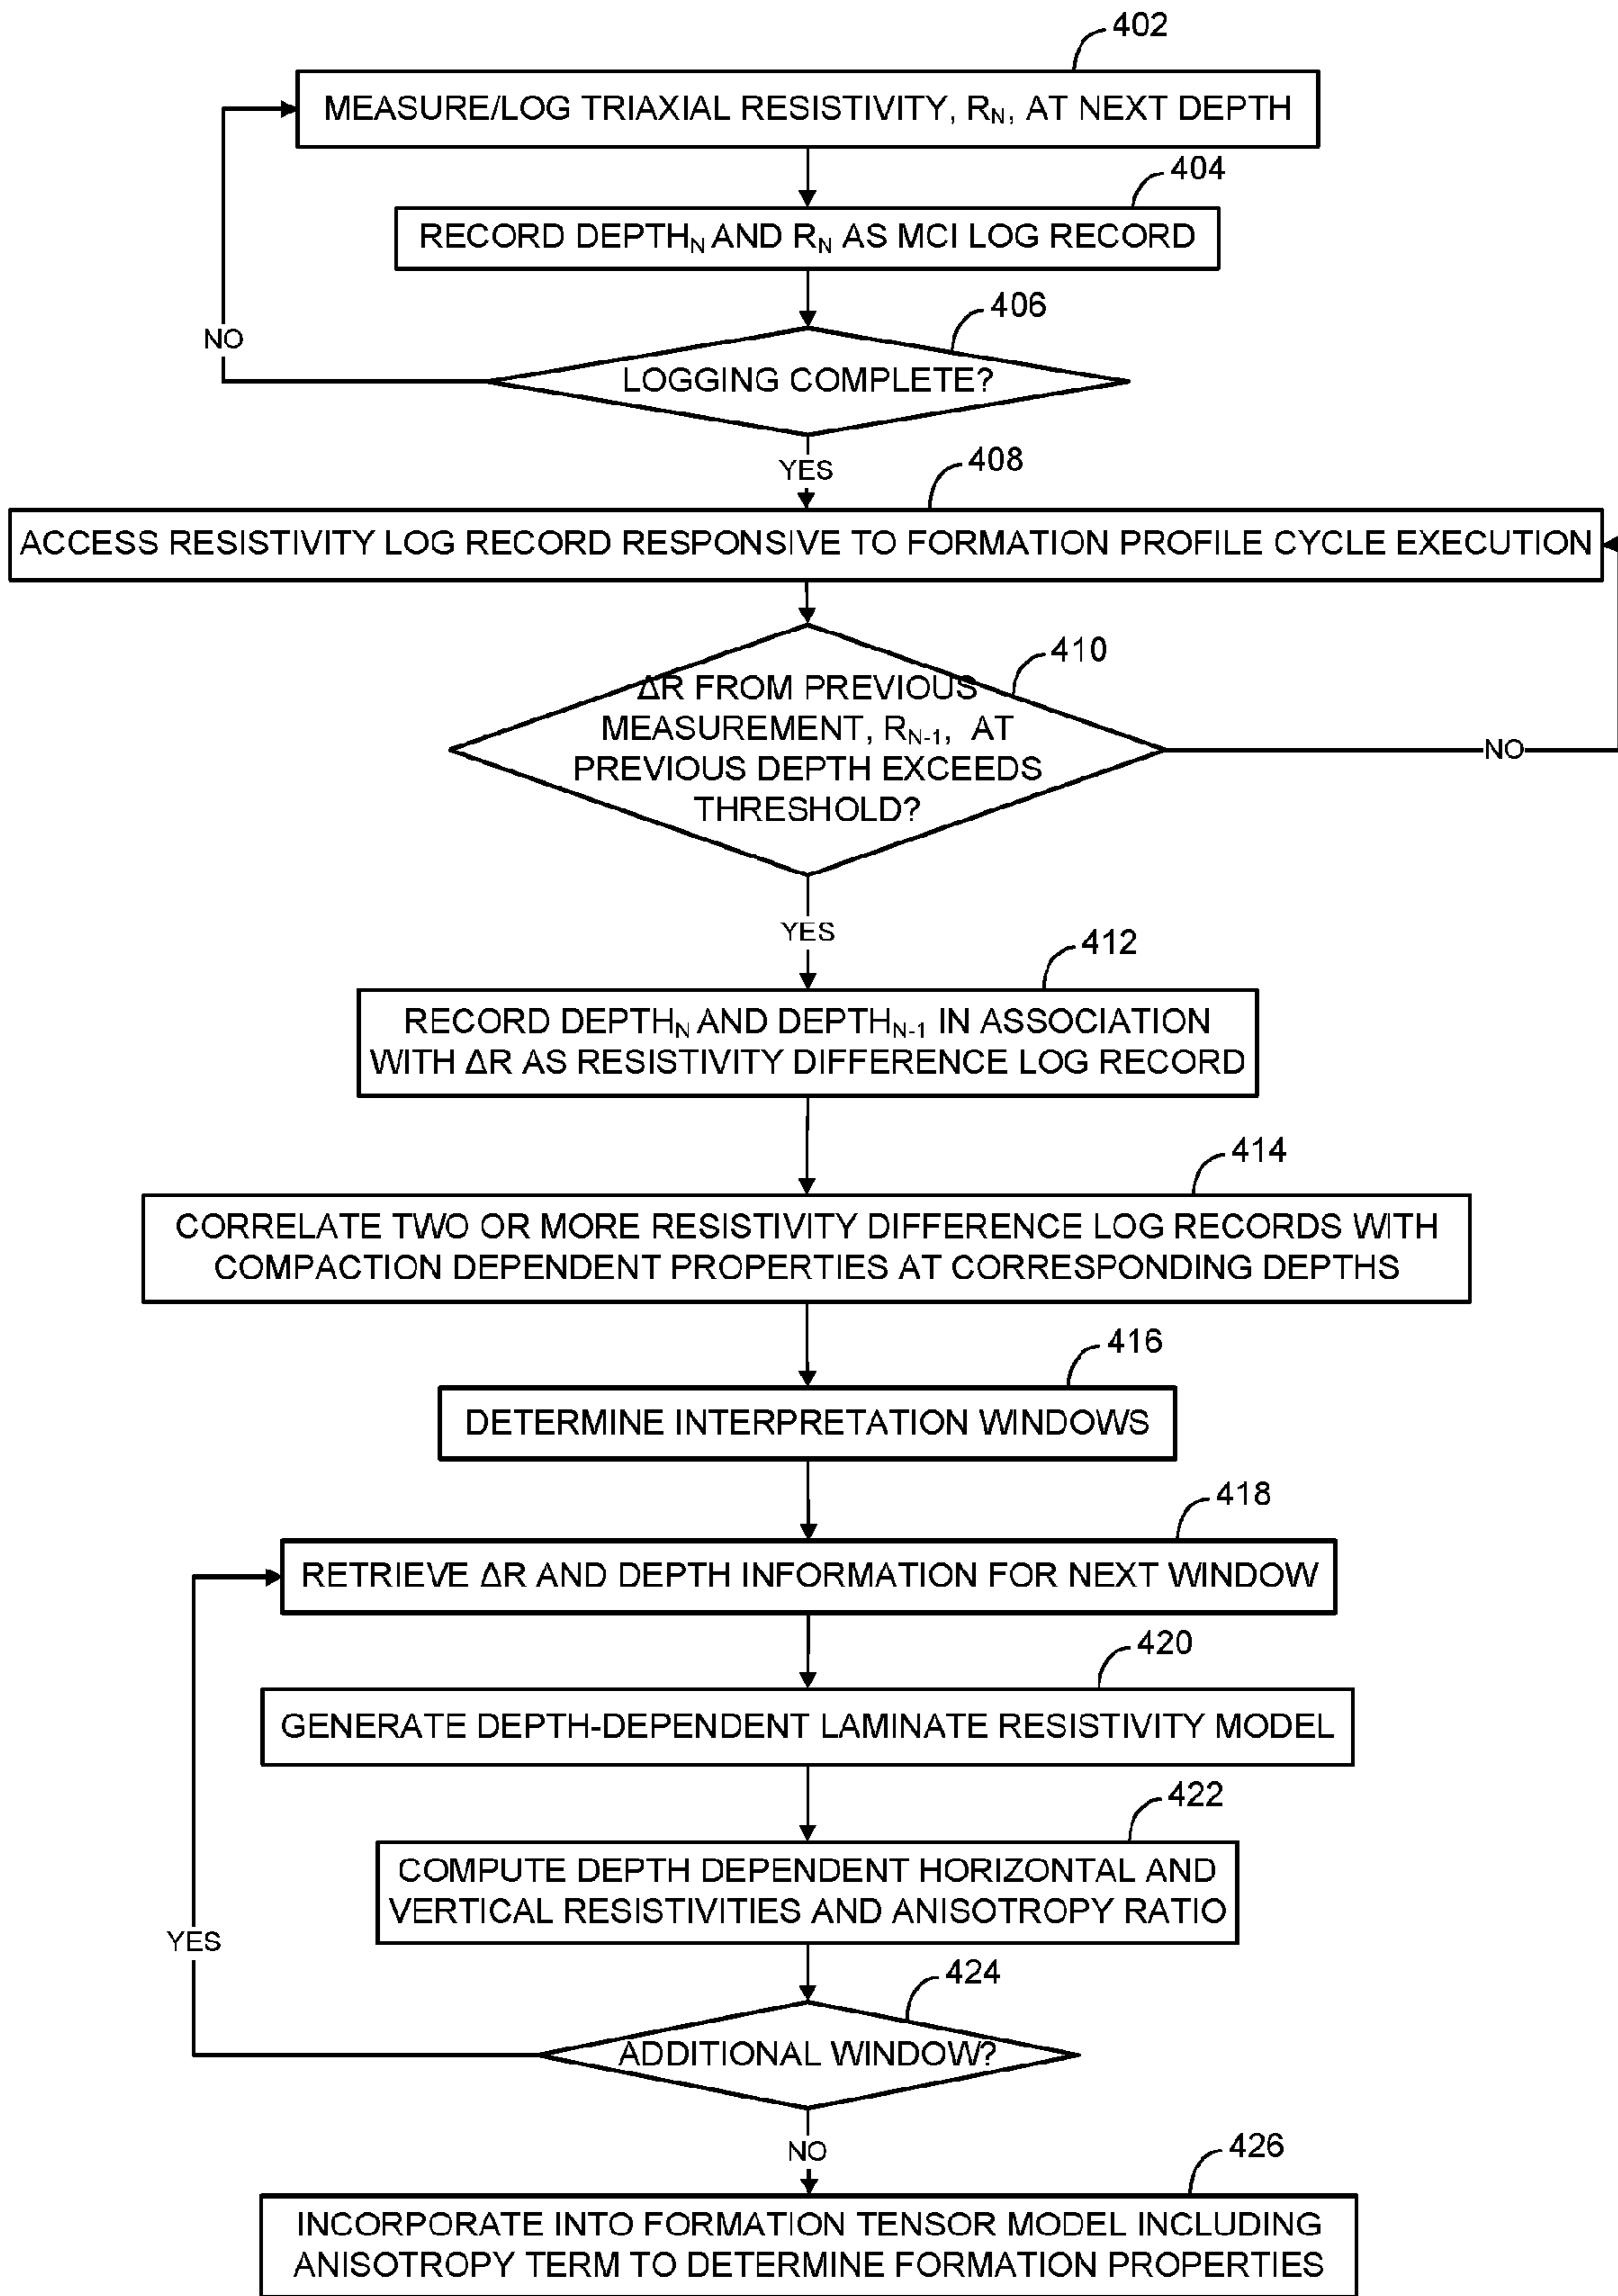 402
MEASURE/LOG TRIAXIAL RESISTIVITY, R_N, AT NEXT DEPTH
404
RECORD DEPTH_N AND R_N AS MCI LOG RECORD
406
NO
LOGGING COMPLETE?
YES
408
ACCESS RESISTIVITY LOG RECORD RESPONSIVE TO FORMATION PROFILE CYCLE EXECUTION
410
ΔR FROM PREVIOUS
MEASUREMENT, R_N-1, AT
PREVIOUS DEPTH EXCEEDS
THRESHOLD?
NO
YES
412
RECORD DEPTH_N AND DEPTH_N-1 IN ASSOCIATION
WITH ΔR AS RESISTIVITY DIFFERENCE LOG RECORD
414
CORRELATE TWO OR MORE RESISTIVITY DIFFERENCE LOG RECORDS WITH
COMPACTION DEPENDENT PROPERTIES AT CORRESPONDING DEPTHS
416
DETERMINE INTERPRETATION WINDOWS
418
RETRIEVE ΔR AND DEPTH INFORMATION FOR NEXT WINDOW
420
GENERATE DEPTH-DEPENDENT LAMINATE RESISTIVITY MODEL
422
COMPUTE DEPTH DEPENDENT HORIZONTAL AND
VERTICAL RESISTIVITIES AND ANISOTROPY RATIO
YES
424
ADDITIONAL WINDOW?
NO
426
INCORPORATE INTO FORMATION TENSOR MODEL INCLUDING
ANISOTROPY TERM TO DETERMINE FORMATION PROPERTIES